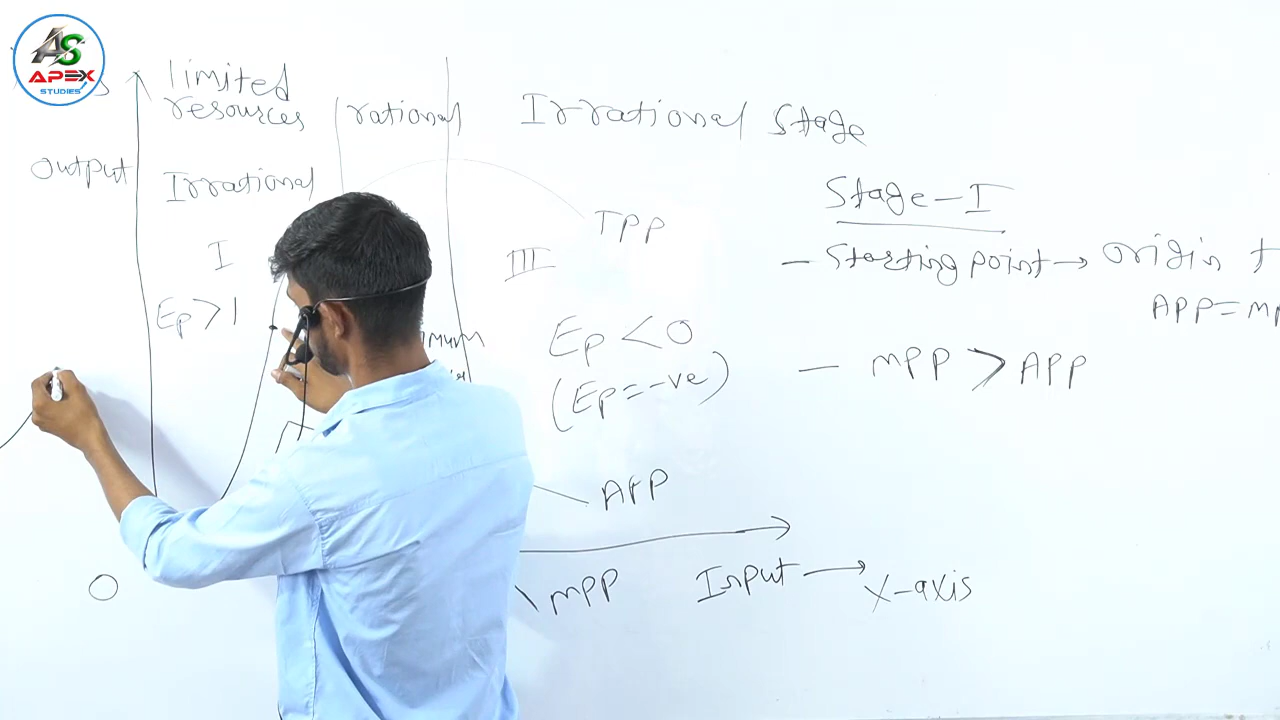 AS
APEX
STUDIES
limited
resources
rational
Irrational Stage
output
Irrational
Stage-I
I
TPP
III
- Starting point → origin
APP = MP
Ep > 1
Ep < 0
(Ep = -ve)
- MPP > APP
APP
O
MPP
Input → X-axis